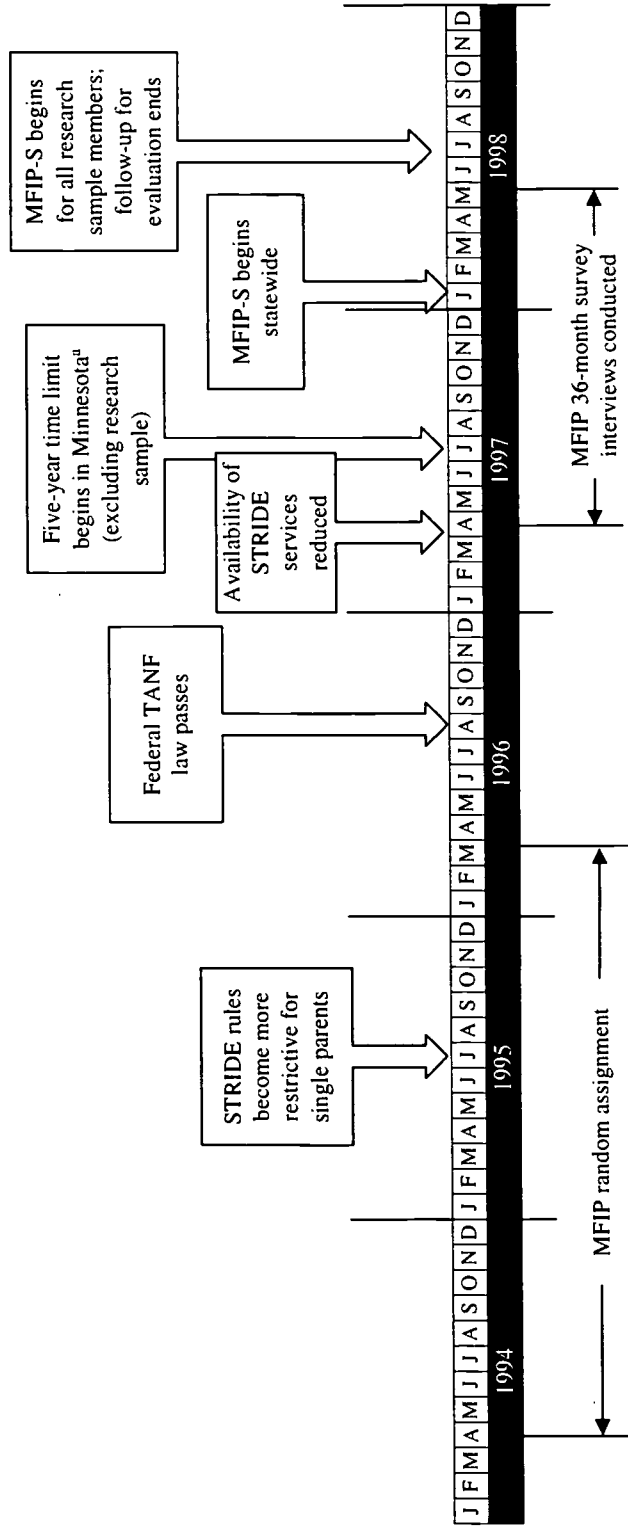 STRIDE rules
become more
restrictive for
single parents
Federal TANF
law passes
Five-year time limit
begins in Minnesotaᵃ
(excluding research
sample)
Availability of
STRIDE
services
reduced
MFIP-S begins
statewide
MFIP-S begins
for all research
sample members;
follow-up for
evaluation ends
J F M A M J J A S O N D J F M A M J J A S O N D J F M A M J J A S O N D J F M A M J J A S O N D J F M A M J J A S O N D
1994 1995 1996 1997 1998
MFIP random assignment
MFIP 36-month survey
interviews conducted